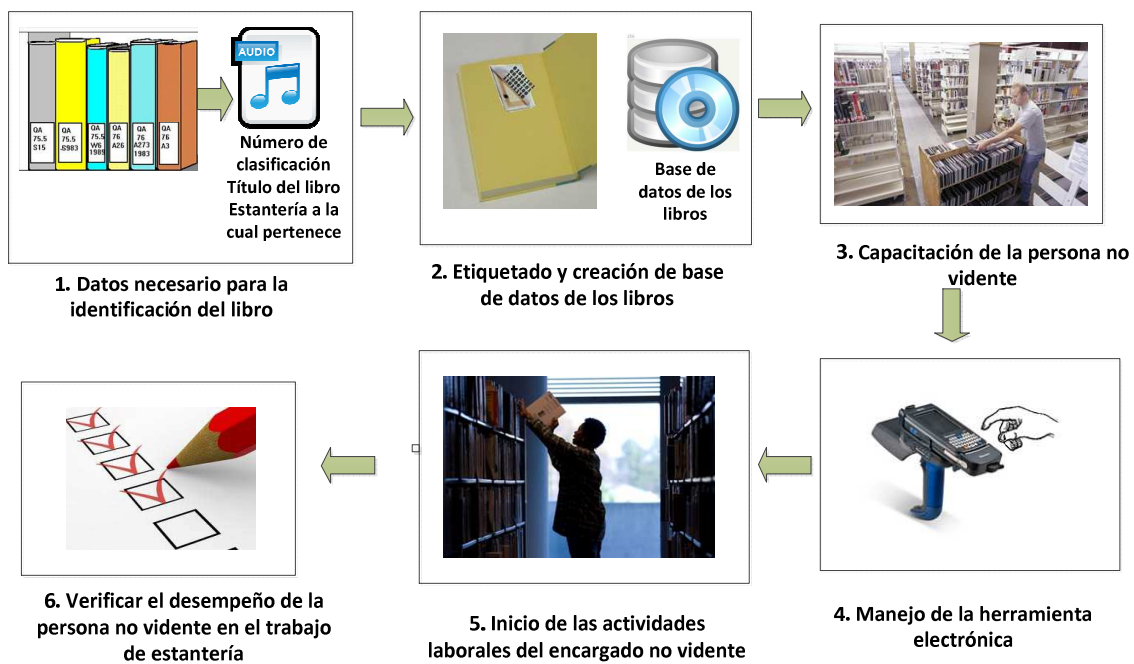 QA
75.5
S15
QA
75.5
.S983
QA
75.5
W6
1989
QA
76
A26
QA
76
A273
1983
QA
76
A3
AUDIO
Número de
clasificación
Título del libro
Estantería a la
cual pertenece
1. Datos necesario para la
identificación del libro
Base de
datos de los
libros
2. Etiquetado y creación de base
de datos de los libros
3. Capacitación de la persona no
vidente
4. Manejo de la herramienta
electrónica
5. Inicio de las actividades
laborales del encargado no vidente
6. Verificar el desempeño de la
persona no vidente en el trabajo
de estantería